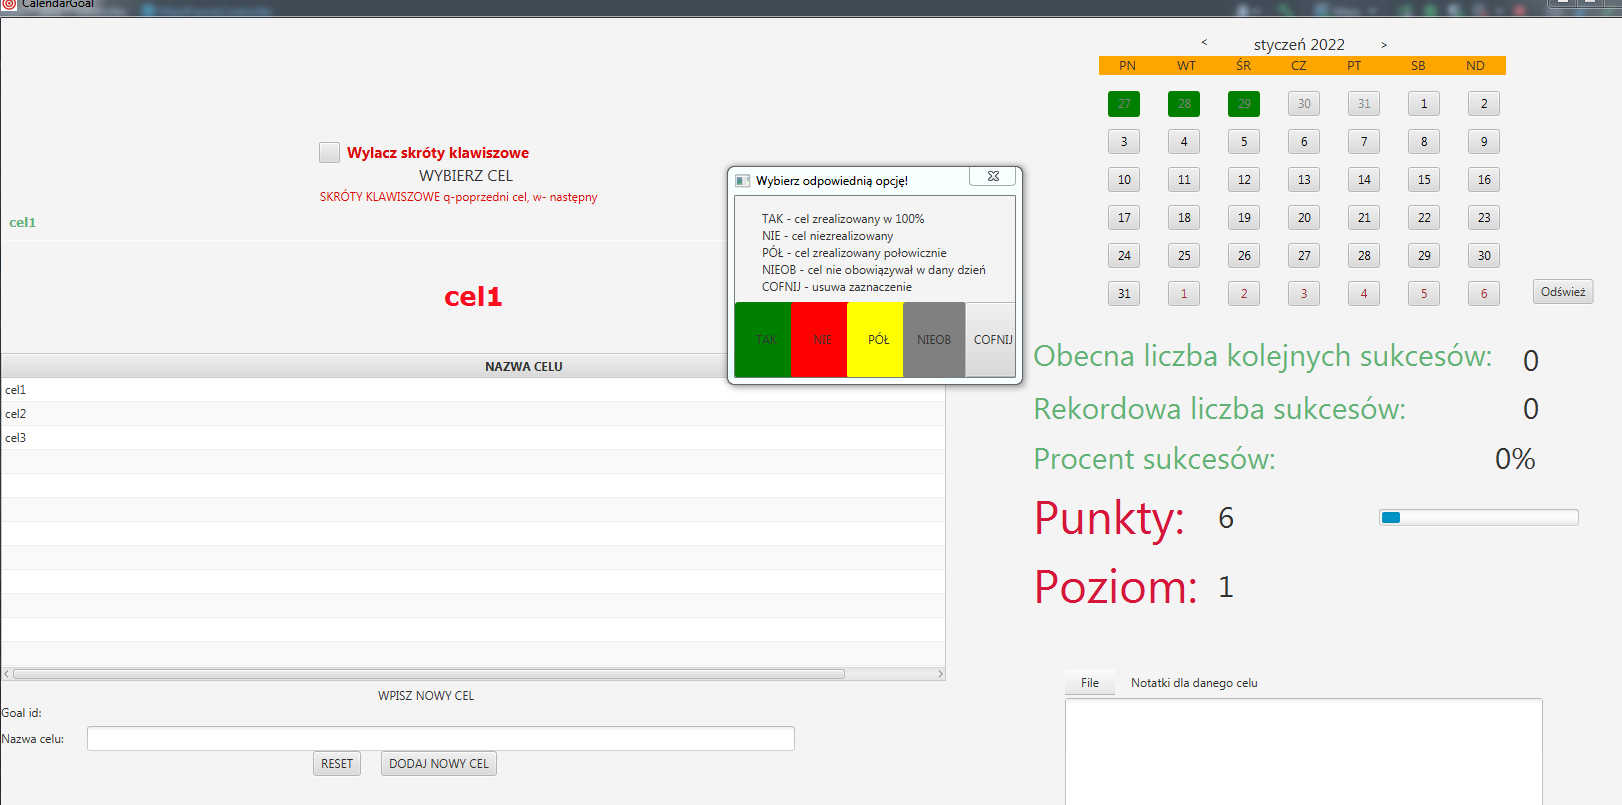 CalendarGoal
< styczeń 2022 >
PN WT ŚR CZ PT SB ND
27 28 29 30 31 1 2
3 4 5 6 7 8 9
10 11 12 13 14 15 16
17 18 19 20 21 22 23
24 25 26 27 28 29 30
31 1 2 3 4 5 6
Odśwież
Wylacz skróty klawiszowe
WYBIERZ CEL
SKRÓTY KLAWISZOWE q-poprzedni cel, w- następny
cel1
cel1
NAZWA CELU
cel1
cel2
cel3
Wybierz odpowiednią opcję!
TAK - cel zrealizowany w 100%
NIE - cel niezrealizowany
PÓŁ - cel zrealizowany połowicznie
NIEOB - cel nie obowiązywał w dany dzień
COFNIJ - usuwa zaznaczenie
TAK NIE PÓŁ NIEOB COFNIJ
Obecna liczba kolejnych sukcesów: 0
Rekordowa liczba sukcesów: 0
Procent sukcesów: 0%
Punkty: 6
Poziom: 1
WPISZ NOWY CEL
Goal id:
Nazwa celu:
RESET DODAJ NOWY CEL
File Notatki dla danego celu